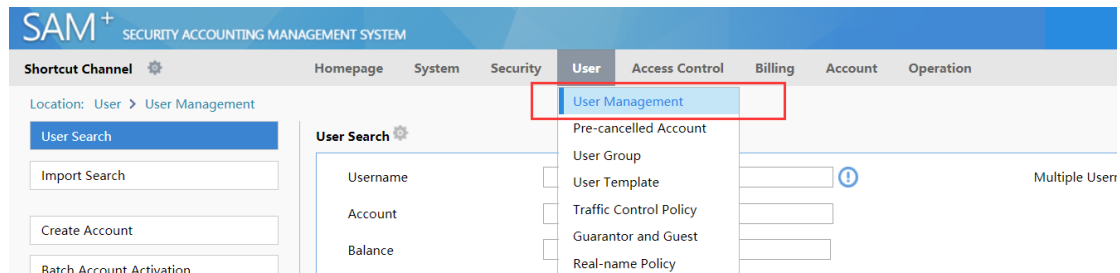 SAM+ SECURITY ACCOUNTING MANAGEMENT SYSTEM
Shortcut Channel Homepage System Security User Access Control Billing Account Operation
Location: User > User Management
User Management
Pre-cancelled Account
User Group
User Template
Traffic Control Policy
Guarantor and Guest
Real-name Policy
User Search
Import Search
Create Account
Batch Account Activation
User Search
Username
Multiple Usern
Account
Balance